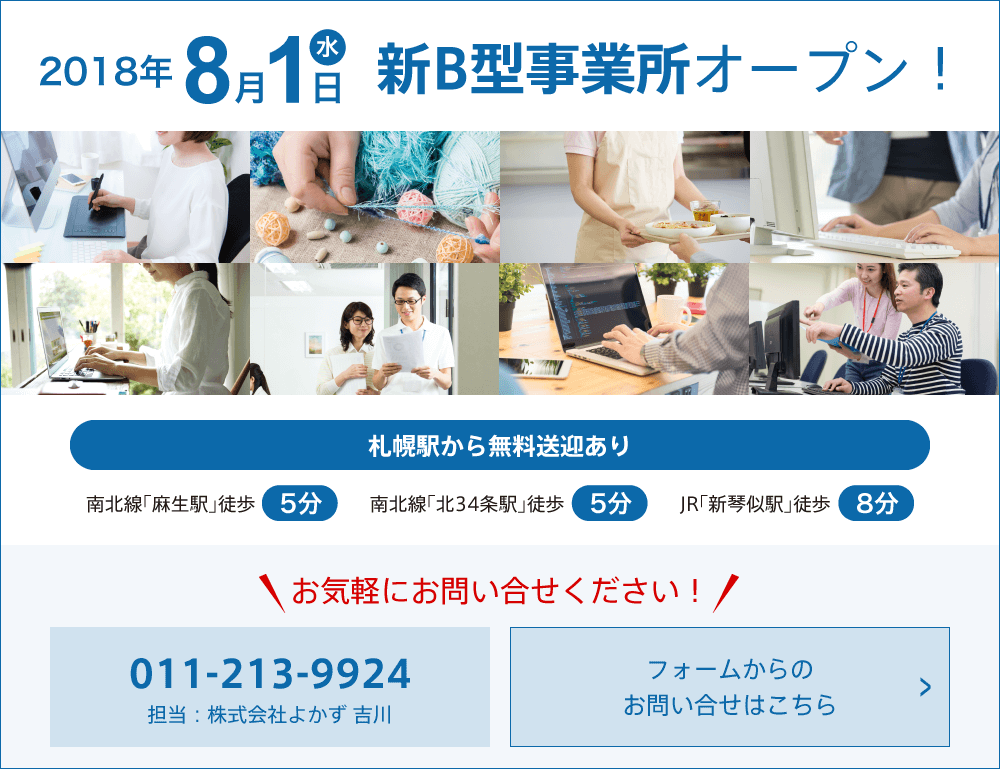 2018年8月1日水 新B型事業所オープン！
札幌駅から無料送迎あり
南北線「麻生駅」徒歩 5分 南北線「北34条駅」徒歩 5分 JR「新琴似駅」徒歩 8分
お気軽にお問い合せください！
011-213-9924
担当：株式会社よかず 吉川
フォームからの
お問い合せはこちら